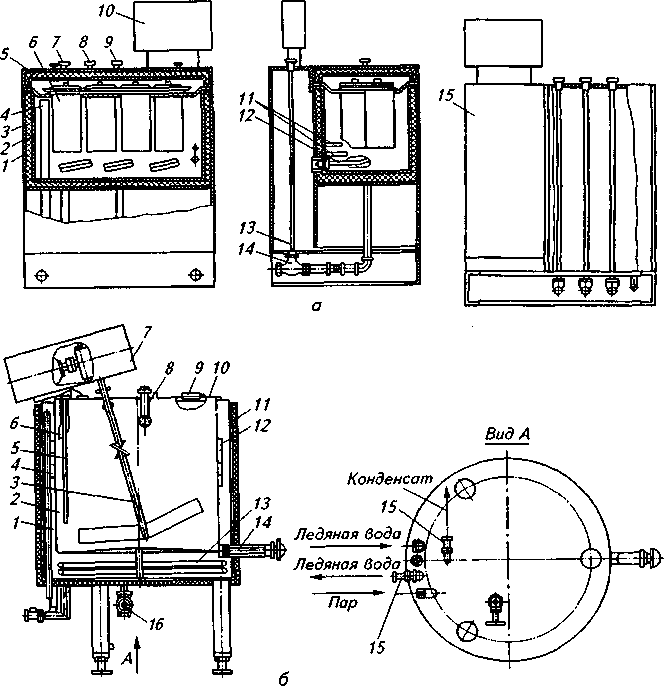 10
5 6 7 8 9
4
3
2
1
11
12
13
14
15
а
7
8 9 10
11
12
6
5
4
3
2
1
13
14
16
А
б
Вид А
Конденсат
15
Ледяная вода
Ледяная вода
Пар
15